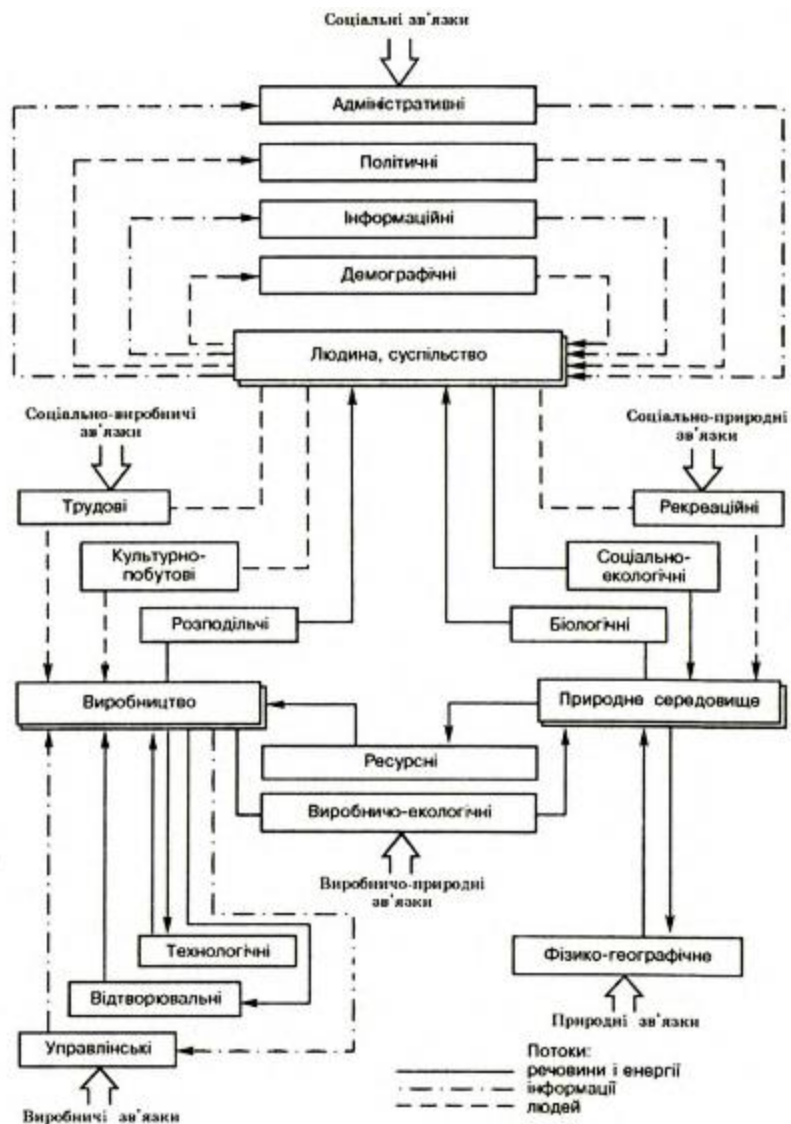 Соціальні зв'язки
Адміністративні
Політичні
Інформаційні
Демографічні
Людина, суспільство
Соціально-виробничі
зв'язки
Соціально-природні
зв'язки
Трудові
Рекреаційні
Культурно-
побутові
Соціально-
екологічні
Розподільчі
Біологічні
Виробництво
Природне середовище
Ресурсні
Виробничо-екологічні
Виробничо-природні
зв'язки
Технологічні
Фізико-географічне
Відтворювальні
Природні зв'язки
Управлінські
Виробничі зв'язки
Потоки:
речовини і енергії
інформації
людей